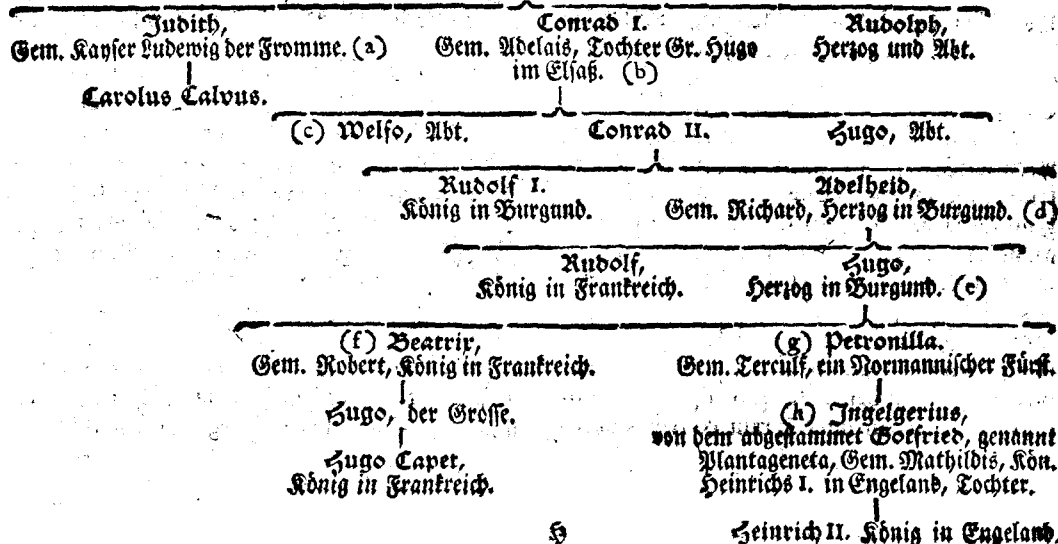 Judith,
Gem. Kayser Ludewig der Fromme. (a)
Carolus Calvus.
Conrad I.
Gem. Adelais, Tochter Gr. Hugo
im Elsaß. (b)
Rudolph,
Herzog und Abt.
(c) Welfo, Abt.
Conrad II.
Hugo, Abt.
Rudolf I.
König in Burgund.
Adelheid,
Gem. Richard, Herzog in Burgund. (d)
Rudolf,
König in Frankreich.
Hugo,
Herzog in Burgund. (e)
(f) Beatrix,
Gem. Robert, König in Frankreich.
Hugo, der Grosse.
Hugo Capet,
König in Frankreich.
(g) Petronilla.
Gem. Terculf, ein Normannischer Fürst.
(h) Ingelgerius,
von dem abgestammet Gotfried, genannt
Plantageneta, Gem. Mathildis, Kön.
Heinrichs I. in Engeland, Tochter.
Heinrich II. König in Engeland.
H